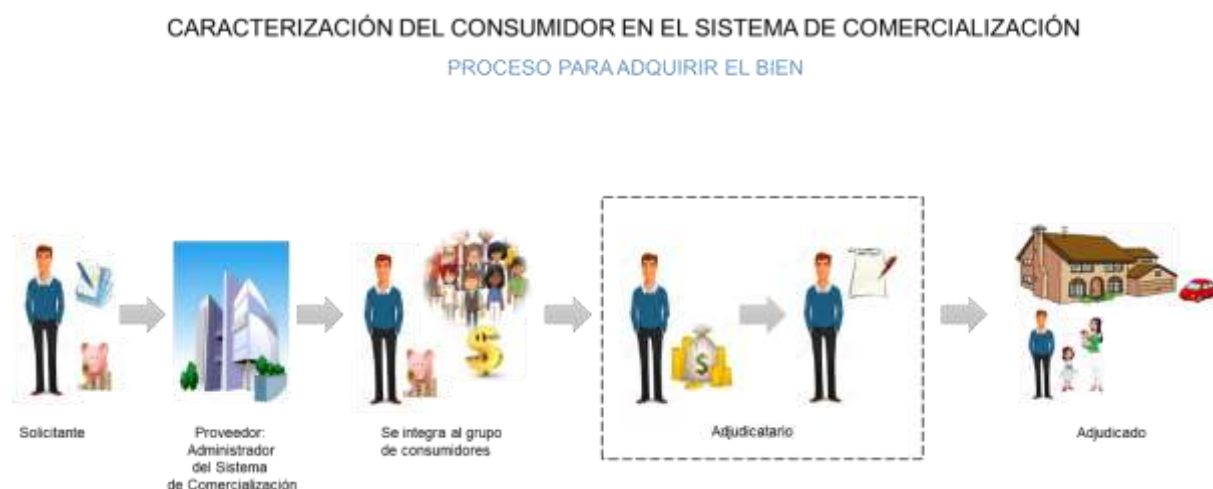 CARACTERIZACIÓN DEL CONSUMIDOR EN EL SISTEMA DE COMERCIALIZACIÓN
PROCESO PARA ADQUIRIR EL BIEN
Solicitante
Proveedor:
Administrador
del Sistema
de Comercialización
Se integra al grupo
de consumidores
Adjudicatario
Adjudicado